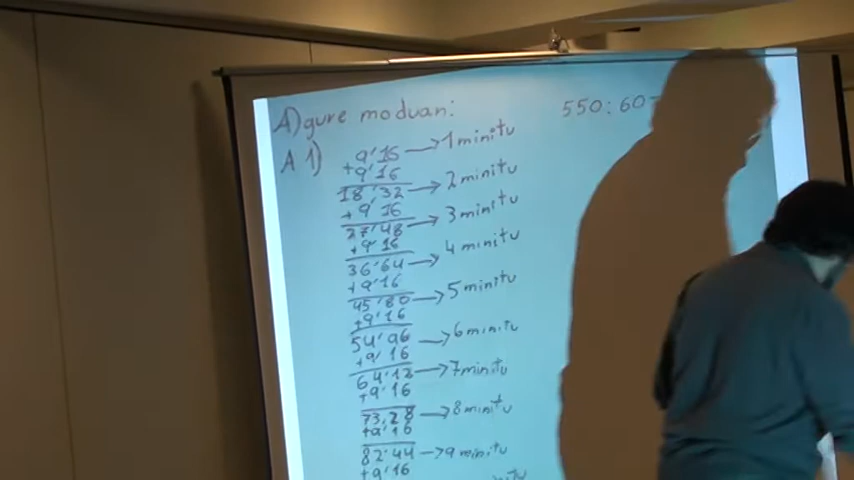 A) gure moduan:
550:60
A 1) 9'16 → 1 minitu
+9'16
18'32 → 2 minitu
+9'16
27'48 → 3 minitu
+9'16
36'64 → 4 minitu
+9'16
45'80 → 5 minitu
+9'16
54'96 → 6 minitu
+9'16
64'12 → 7 minitu
+9'16
73,28 → 8 minitu
+9'16
82'44 → 9 minitu
+9'16